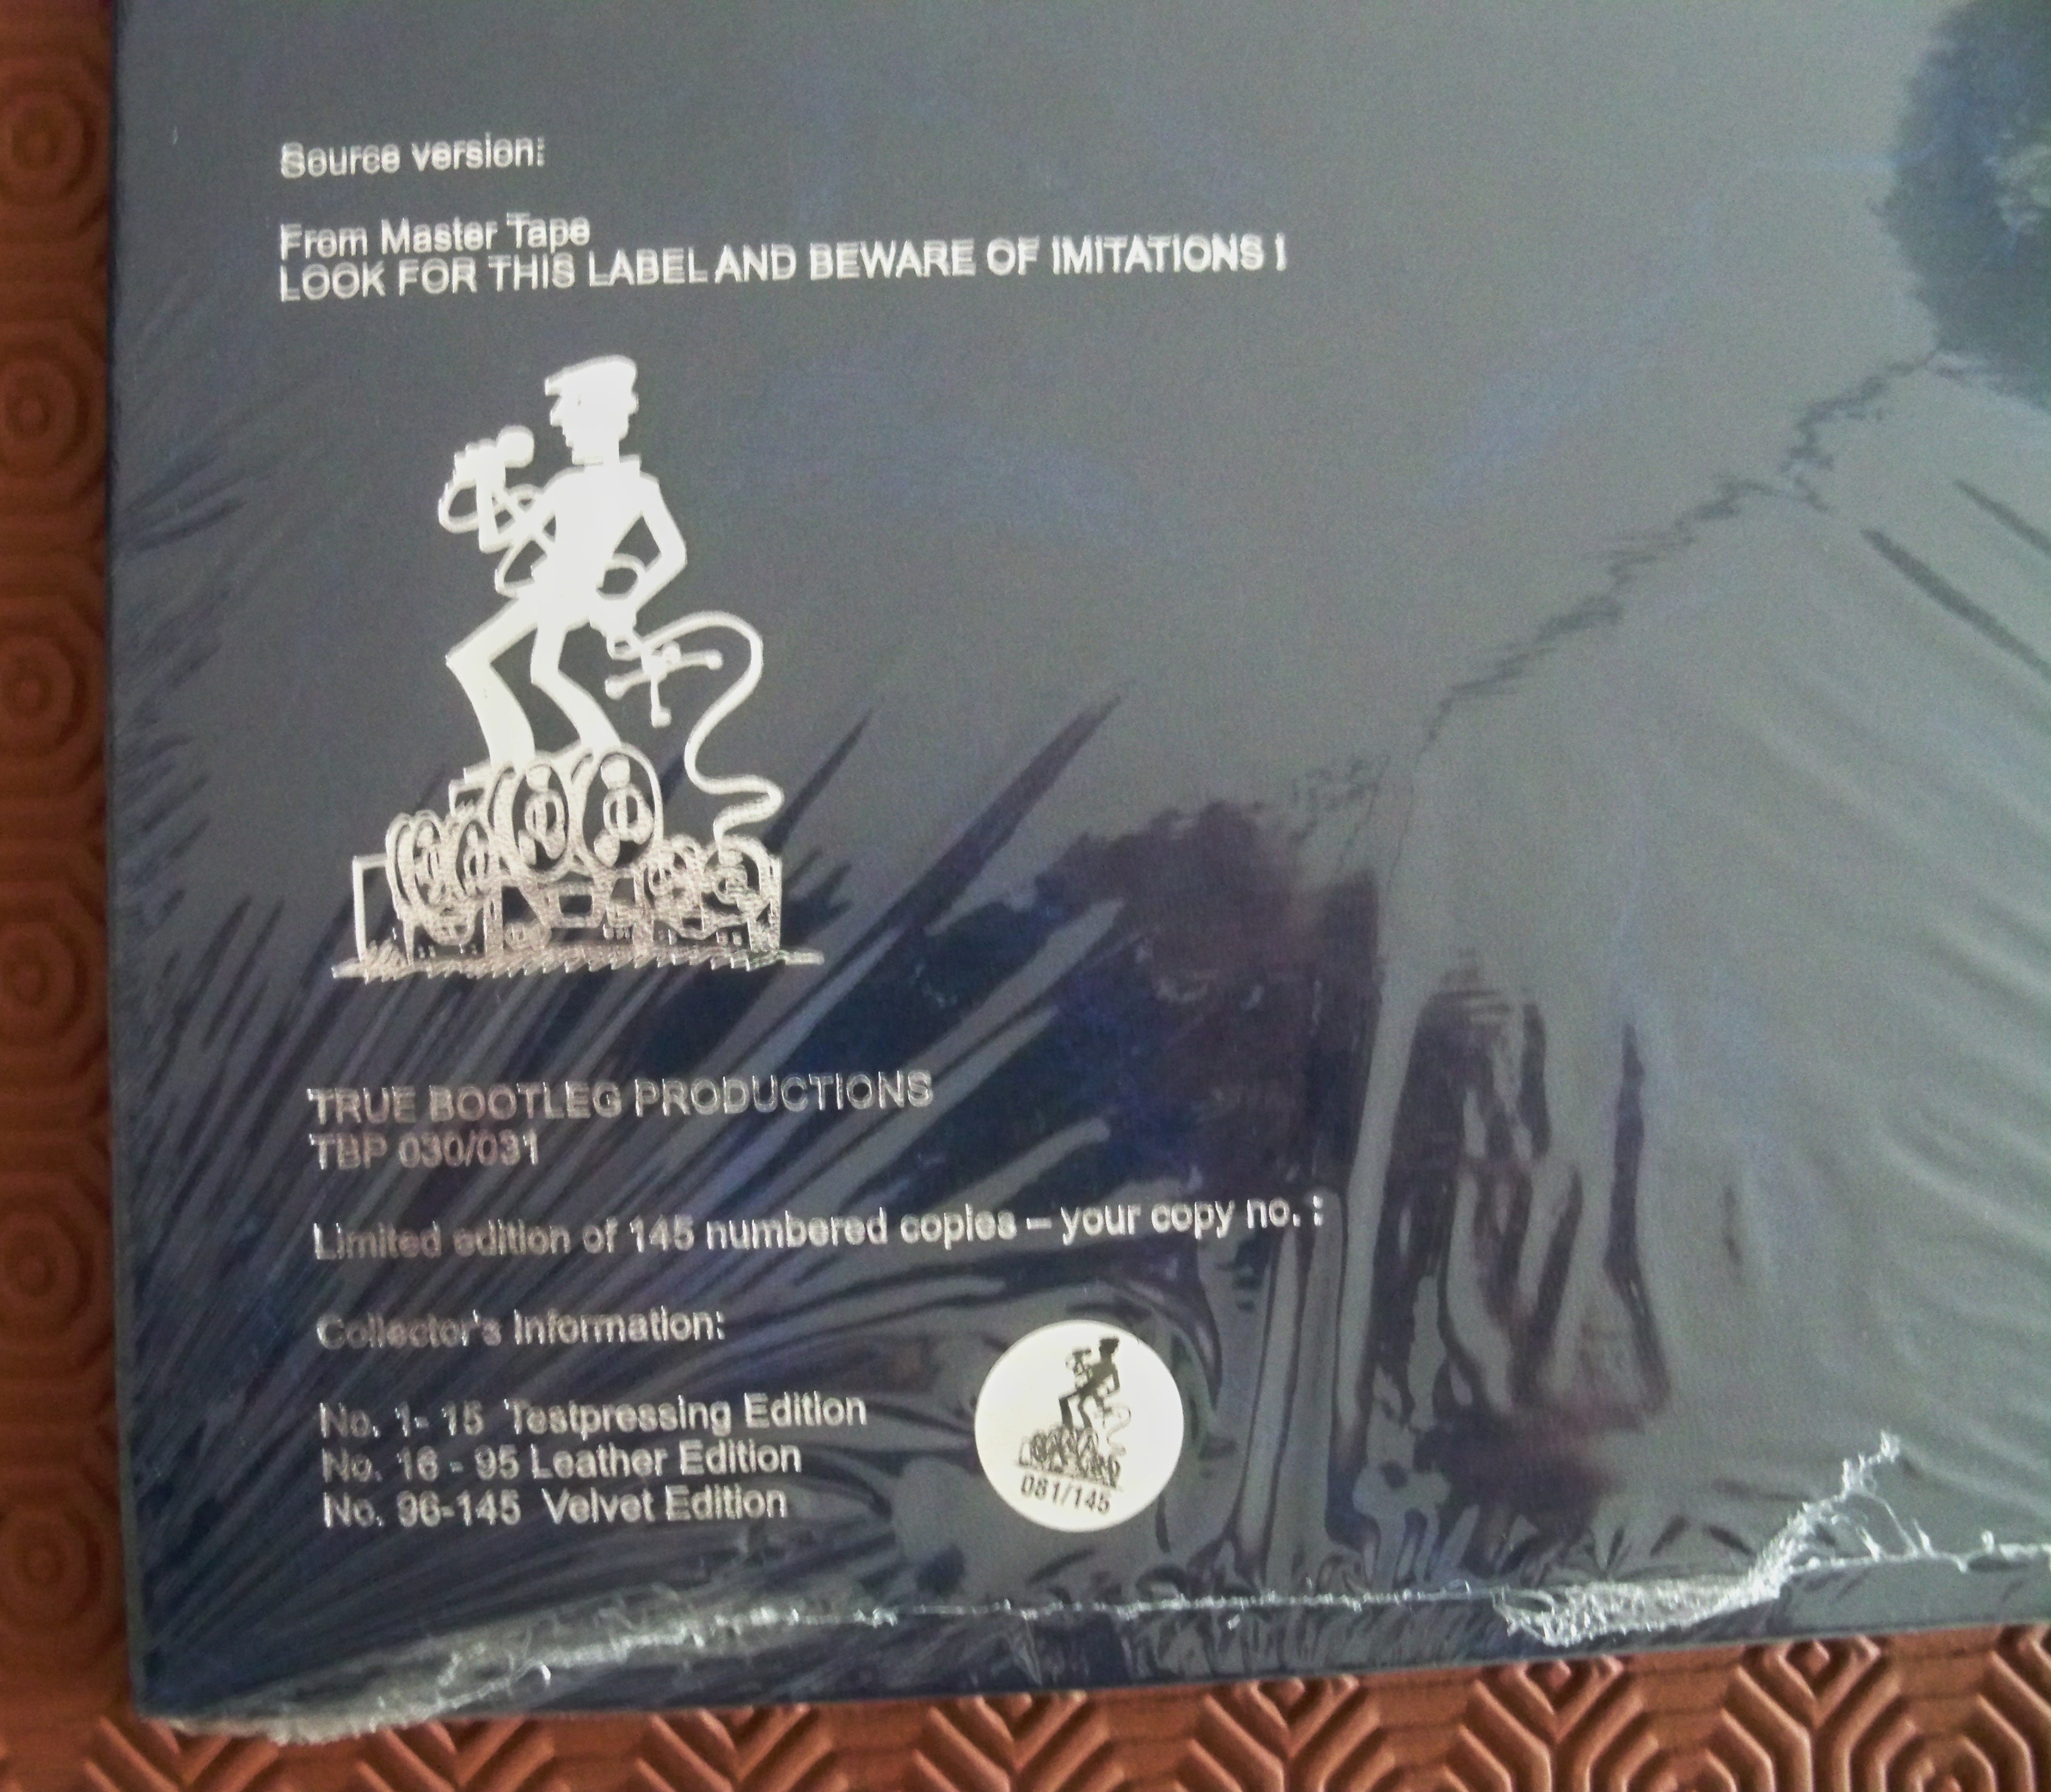 Source version:
From Master Tape
LOOK FOR THIS LABEL AND BEWARE OF IMITATIONS !
TRUE BOOTLEG PRODUCTIONS
TBP 030/031
Limited edition of 145 numbered copies – your copy no. :
Collector's Information:
No. 1- 15 Testpressing Edition
No. 16 - 95 Leather Edition
No. 96-145 Velvet Edition
081/145